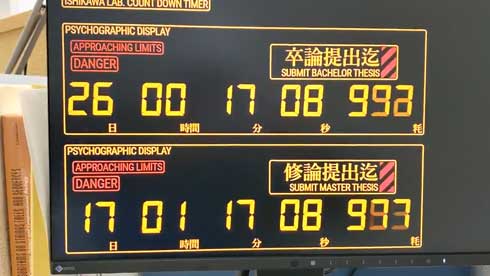 ISHIKAWA LAB. COUNT DOWN TIMER
PSYCHOGRAPHIC DISPLAY
APPROACHING LIMITS
DANGER
卒論提出迄
SUBMIT BACHELOR THESIS
26 00 17 08
日 時間 分 秒 耗
PSYCHOGRAPHIC DISPLAY
APPROACHING LIMITS
DANGER
修論提出迄
SUBMIT MASTER THESIS
17 01 17 08
日 時間 分 秒 耗